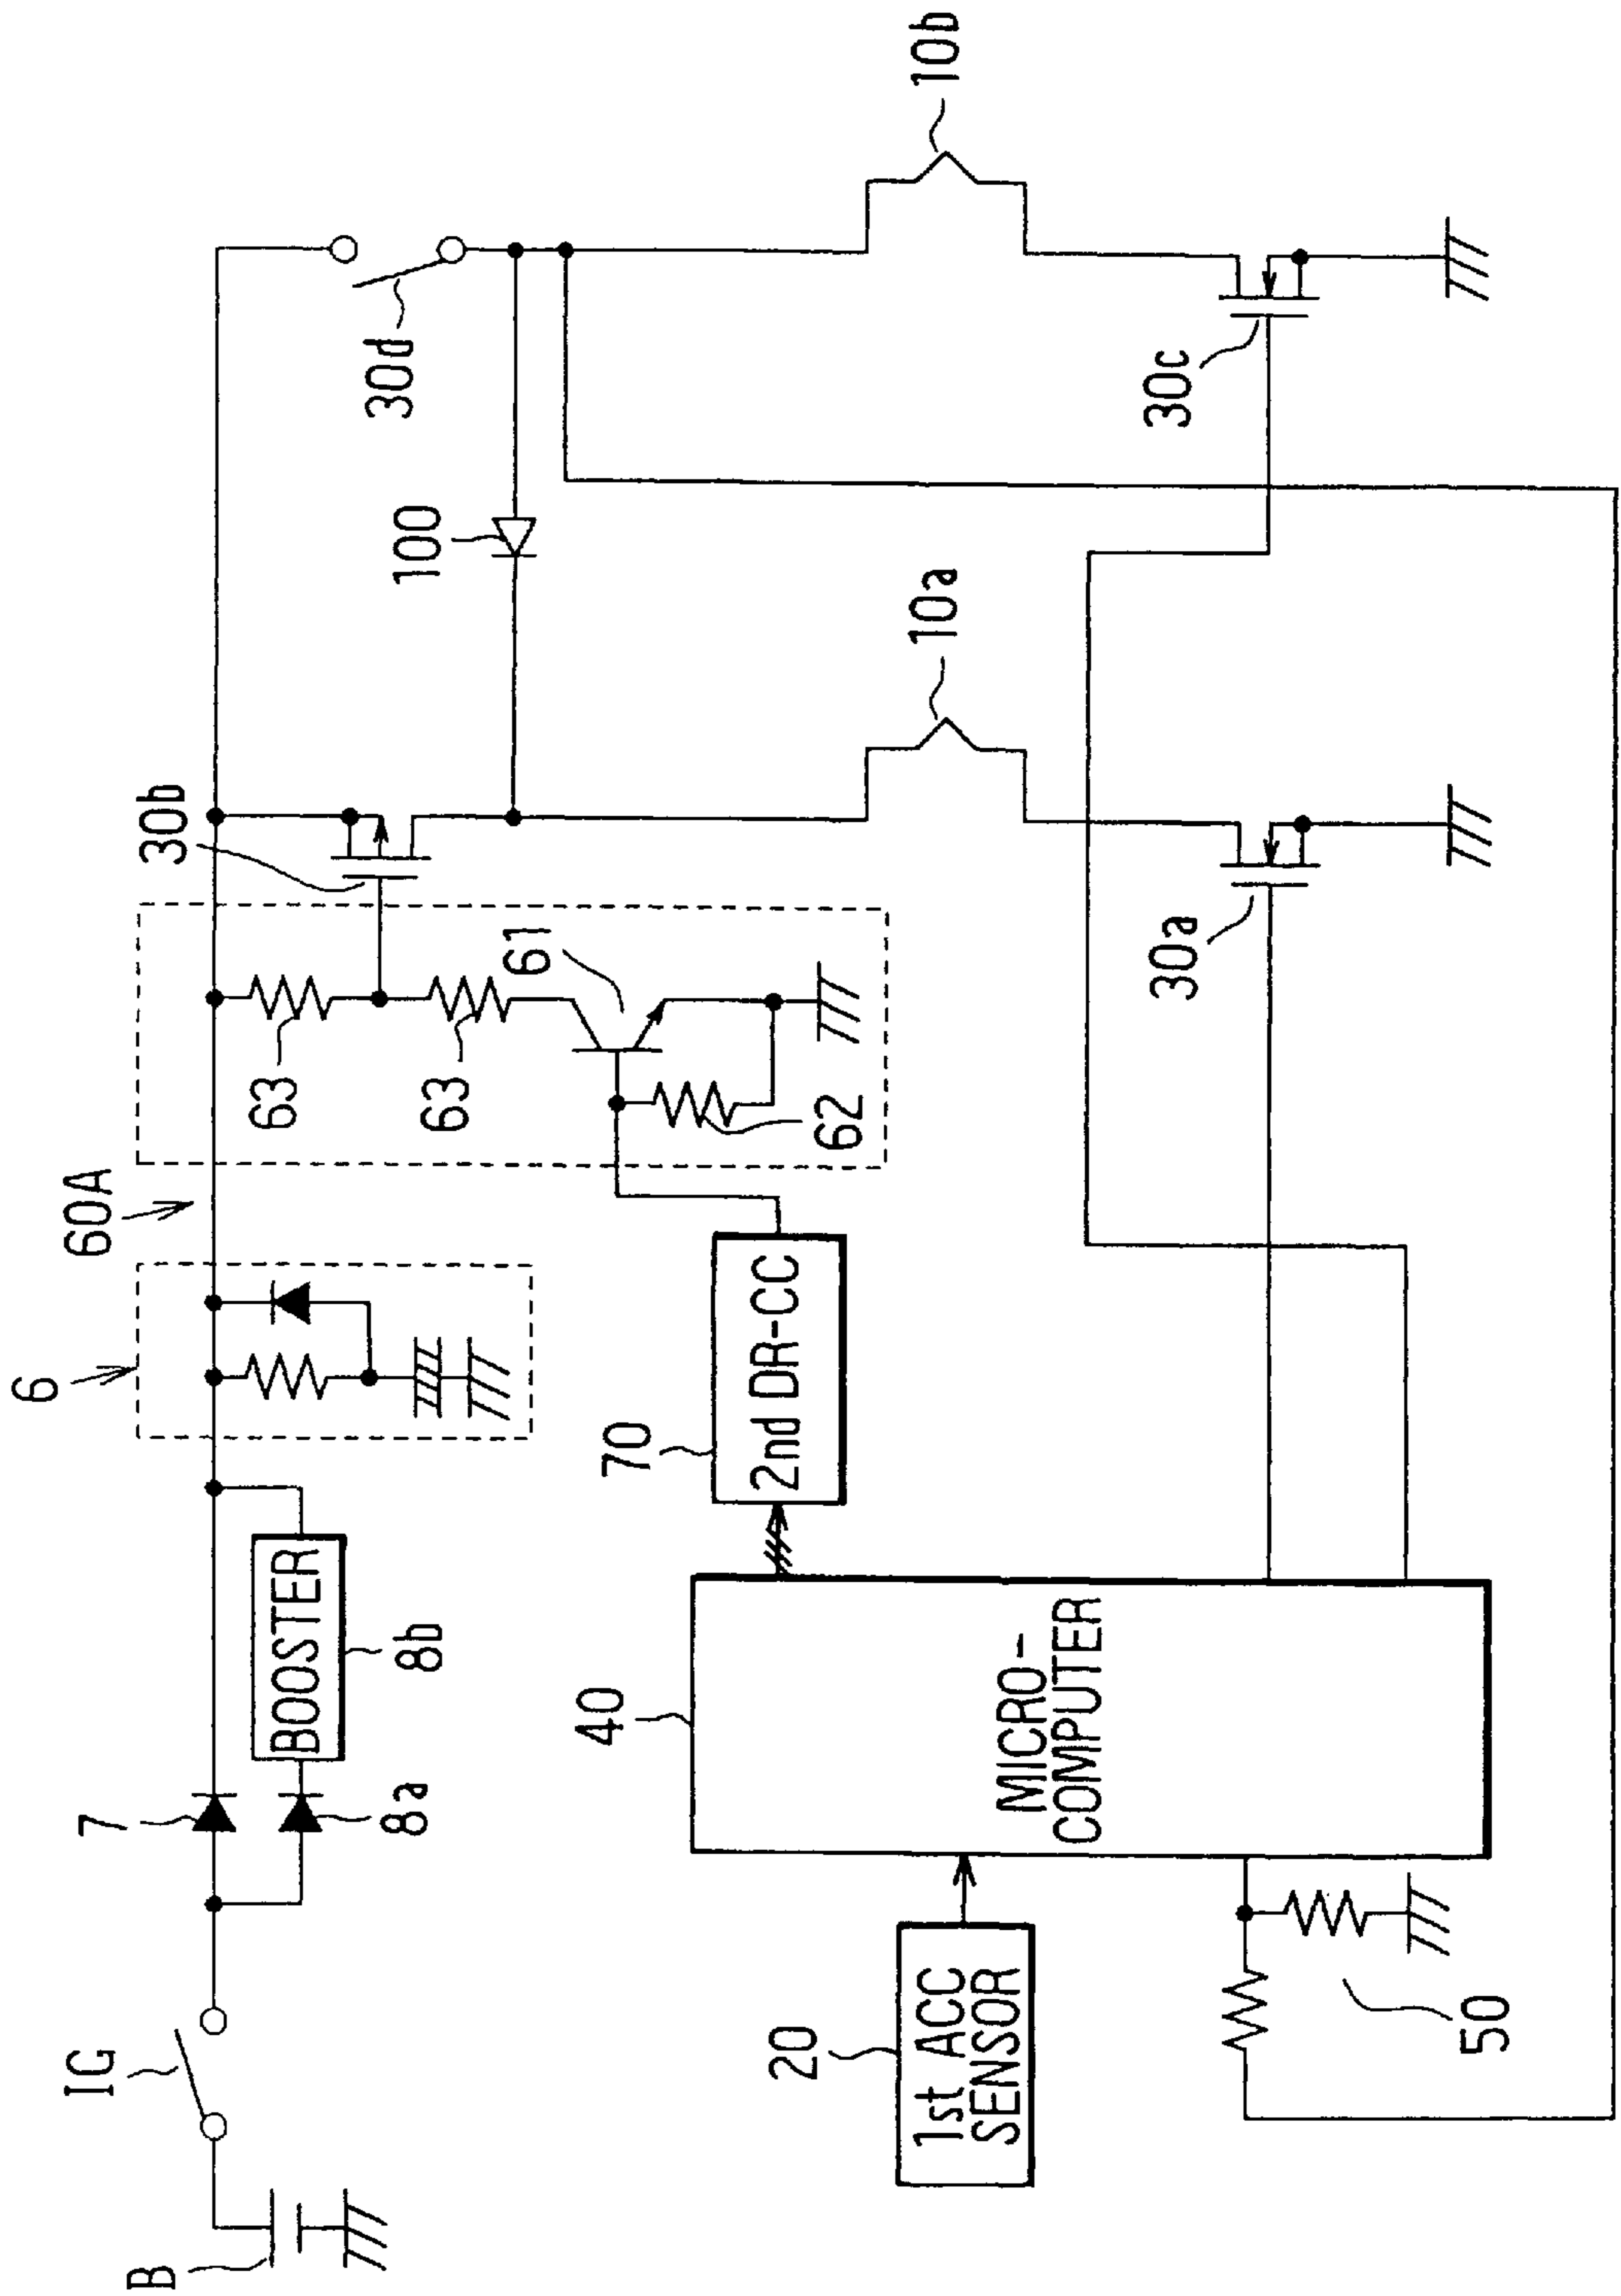 B
IG
7
8a
BOOSTER
8b
6
60A
63
63
61
62
30b
100
30d
10b
10a
30c
30a
70
2nd DR-CC
40
MICRO-
COMPUTER
20
1st ACC
SENSOR
50